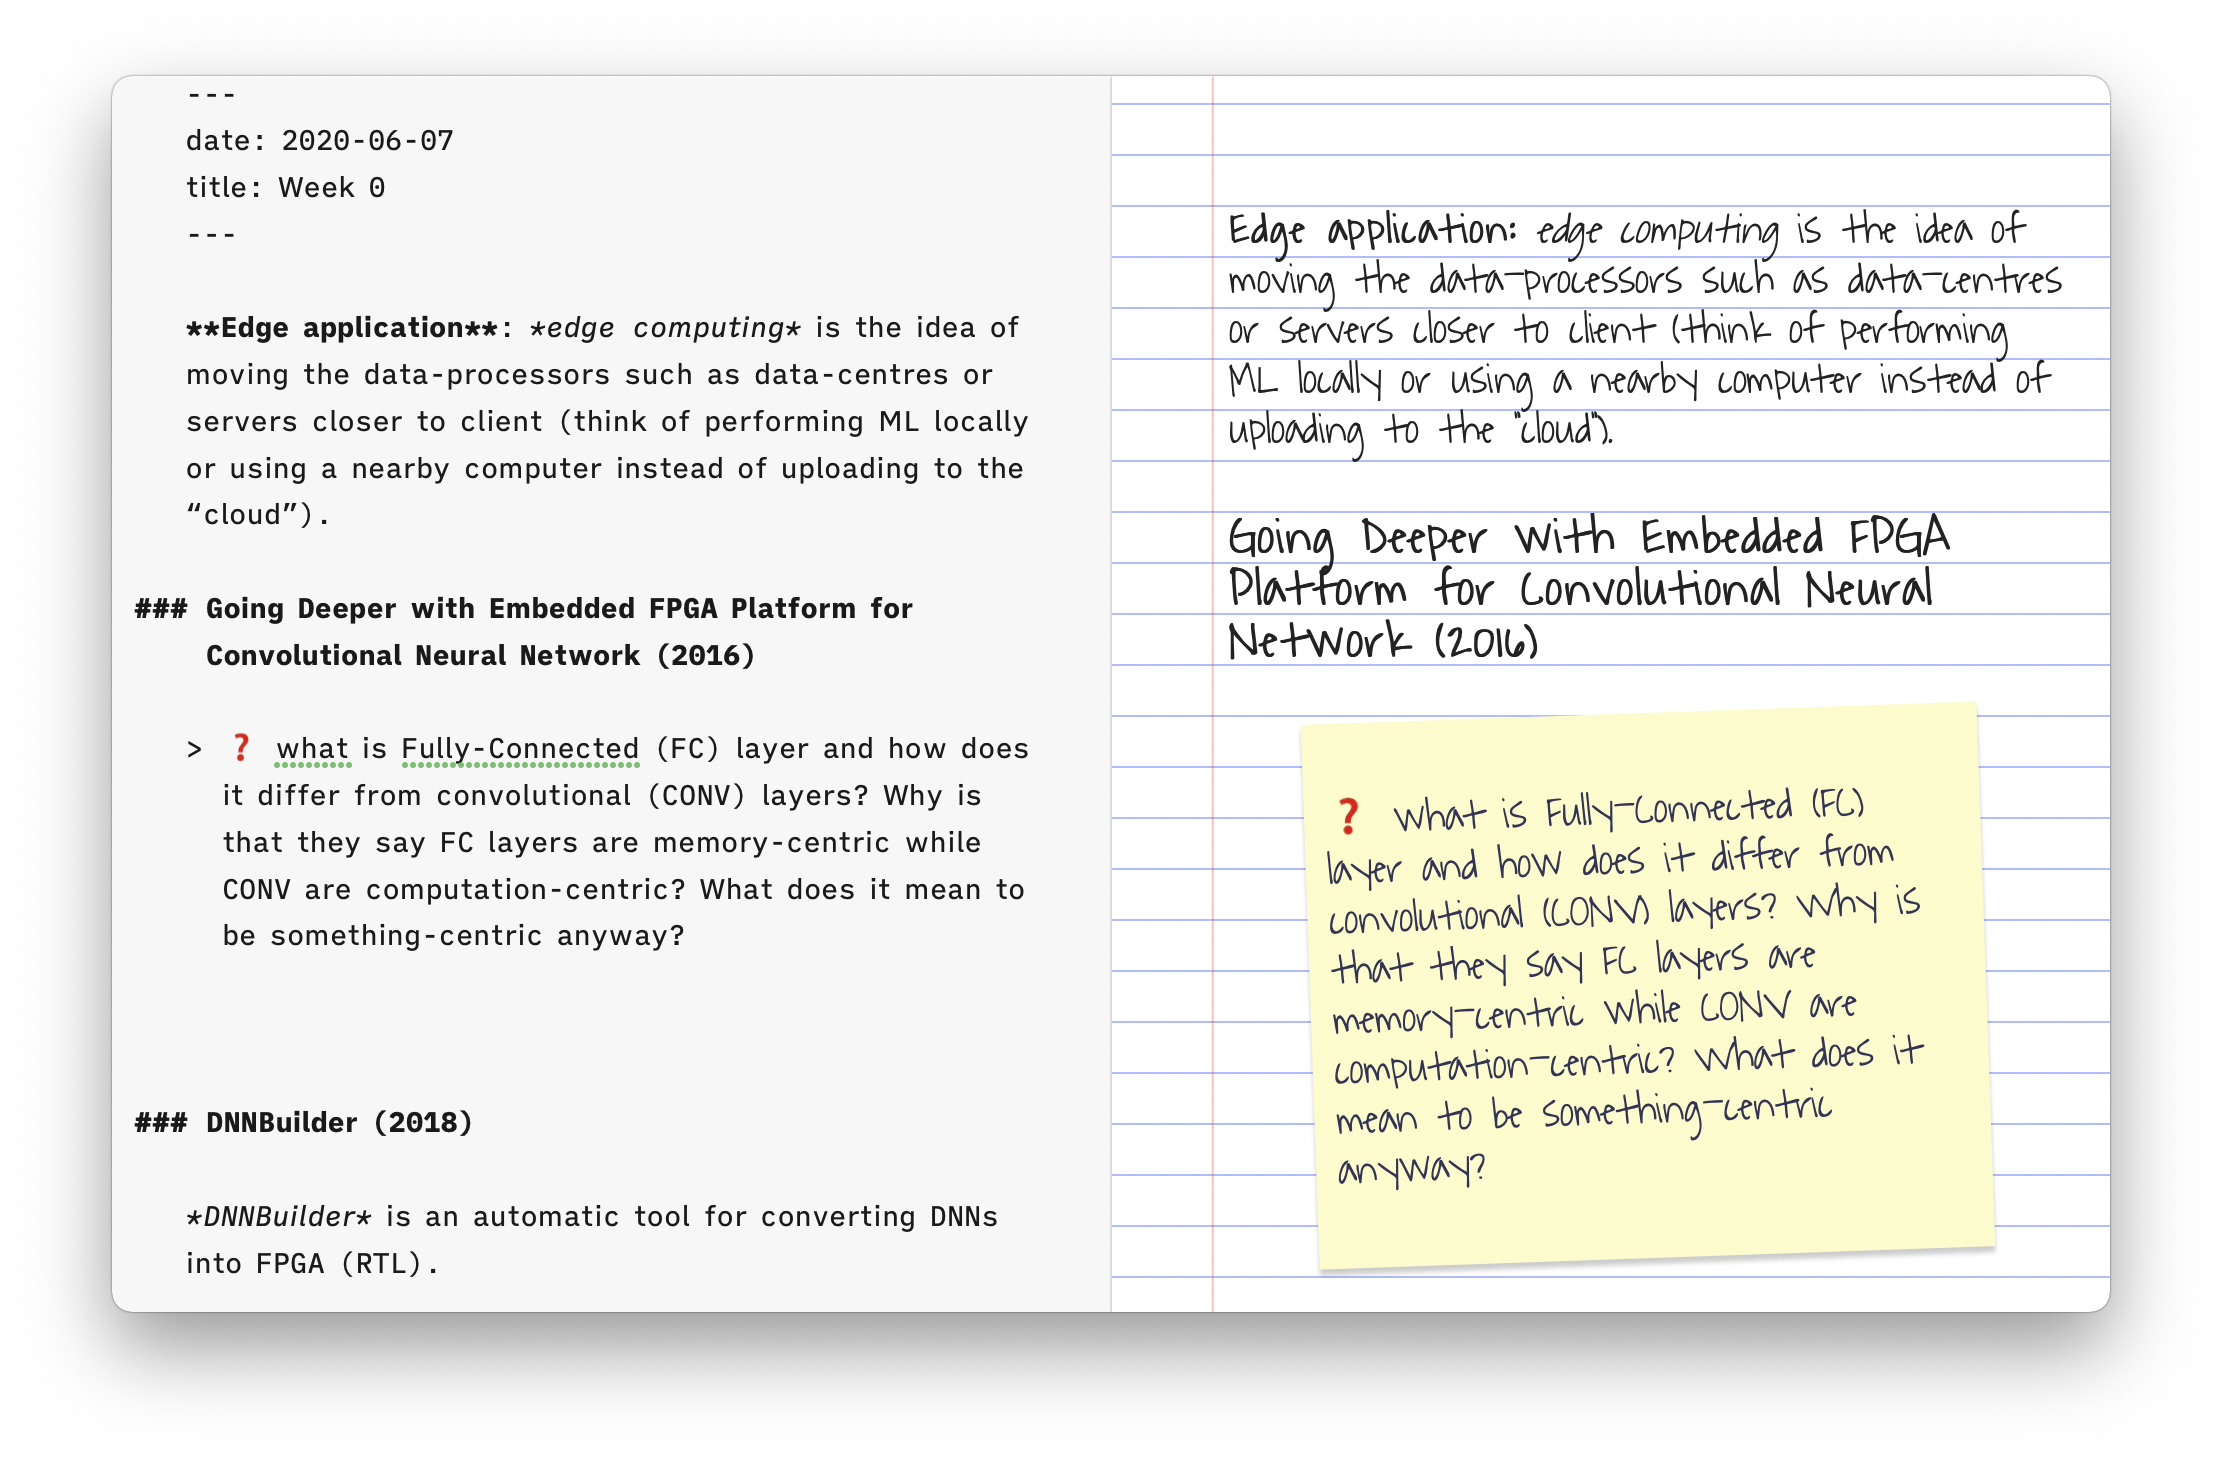 ---
date: 2020-06-07
title: Week 0
---
**Edge application**: *edge computing* is the idea of
moving the data-processors such as data-centres or
servers closer to client (think of performing ML locally
or using a nearby computer instead of uploading to the
“cloud”).
### Going Deeper with Embedded FPGA Platform for
Convolutional Neural Network (2016)
> ❓ what is Fully-Connected (FC) layer and how does
it differ from convolutional (CONV) layers? Why is
that they say FC layers are memory-centric while
CONV are computation-centric? What does it mean to
be something-centric anyway?
### DNNBuilder (2018)
*DNNBuilder* is an automatic tool for converting DNNs
into FPGA (RTL).
Edge application: edge computing is the idea of
moving the data-processors such as data-centres
or servers closer to client (think of performing
ML locally or using a nearby computer instead of
uploading to the “cloud”).
Going Deeper with Embedded FPGA
Platform for Convolutional Neural
Network (2016)
❓ what is Fully-Connected (FC)
layer and how does it differ from
convolutional (CONV) layers? Why is
that they say FC layers are
memory-centric while CONV are
computation-centric? What does it
mean to be something-centric
anyway?